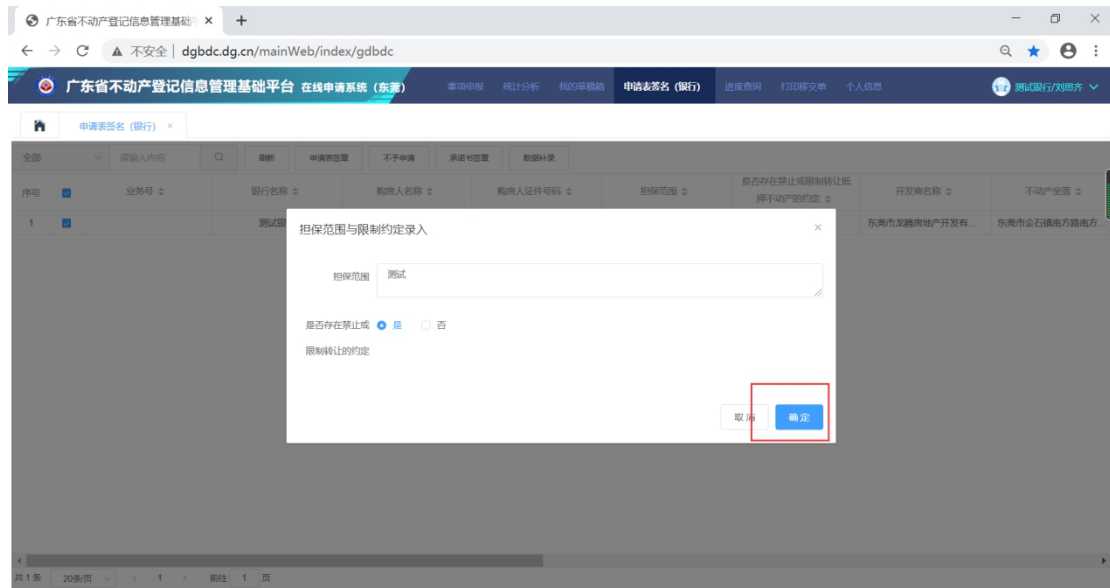 广东省不动产登记信息管理基础 × +
不安全 | dgbdc.dg.cn/mainWeb/index/gdbdc
广东省不动产登记信息管理基础平台 在线申请系统 (东莞) 事项申报 统计分析 我的草稿箱 申请表签名 (银行) 进度查询 打印移交单 个人信息 测试银行/刘思齐
申请表签名 (银行) ×
全部 请输入内容 刷新 申请表签章 不予申请 承诺书签章 数据补录
序号 业务号 银行名称 购房人名称 购房人证件号码 担保范围 是否存在禁止或限制转让抵押不动产的约定 开发商名称 不动产坐落
1 测试银 东莞市龙腾房地产开发有... 东莞市企石镇南方路南方...
担保范围与限制约定录入 ×
担保范围 测试
是否存在禁止或 是 否
限制转让的约定
取消 确定
共1条 20条/页 < 1 > 前往 1 页